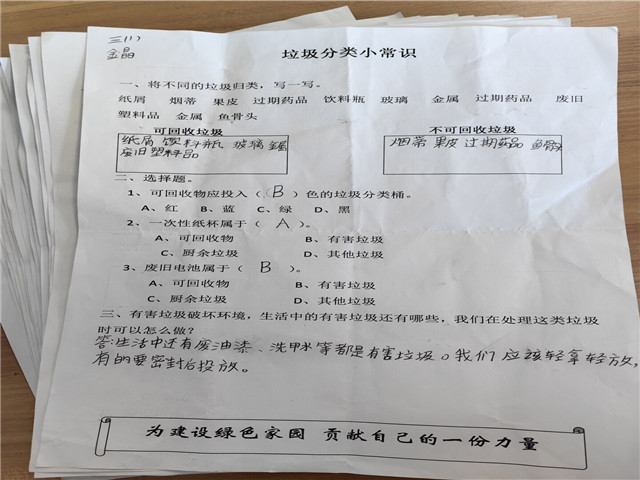 三(1)
金晶
垃圾分类小常识
一、将不同的垃圾归类，写一写。
纸屑 烟蒂 果皮 过期药品 饮料瓶 玻璃 金属 过期药品 废旧
塑料品 金属 鱼骨头
可回收垃圾 不可回收垃圾
纸屑 饮料瓶 玻璃 金属
废旧塑料品
烟蒂 果皮 过期药品 鱼骨头
二、选择题。
1、可回收物应投入（B）色的垃圾分类桶。
A、红 B、蓝 C、绿 D、黑
2、一次性纸杯属于（A）。
A、可回收物 B、有害垃圾
C、厨余垃圾 D、其他垃圾
3、废旧电池属于（B）。
A、可回收物 B、有害垃圾
C、厨余垃圾 D、其他垃圾
三、有害垃圾破坏环境，生活中的有害垃圾还有哪些，我们在处理这类垃圾
时可以怎么做？
答:生活中还有废油漆、洗甲水等都是有害垃圾。我们应该轻拿轻放，
有的要密封后投放。
为建设绿色家园 贡献自己的一份力量